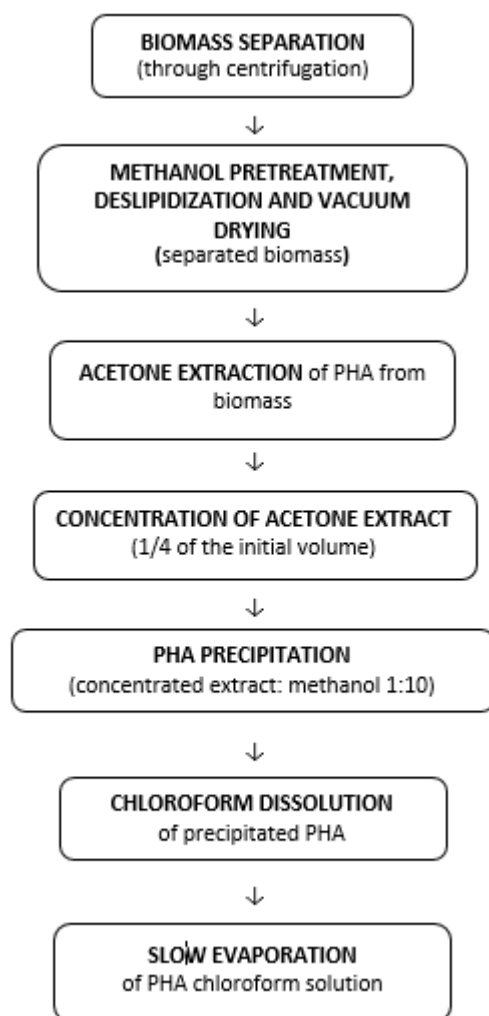 BIOMASS SEPARATION
(through centrifugation)
↓
METHANOL PRETREATMENT,
DESLIPIDIZATION AND VACUUM
DRYING
(separated biomass)
↓
ACETONE EXTRACTION of PHA from
biomass
↓
CONCENTRATION OF ACETONE EXTRACT
(1/4 of the initial volume)
↓
PHA PRECIPITATION
(concentrated extract: methanol 1:10)
↓
CHLOROFORM DISSOLUTION
of precipitated PHA
↓
SLOW EVAPORATION
of PHA chloroform solution